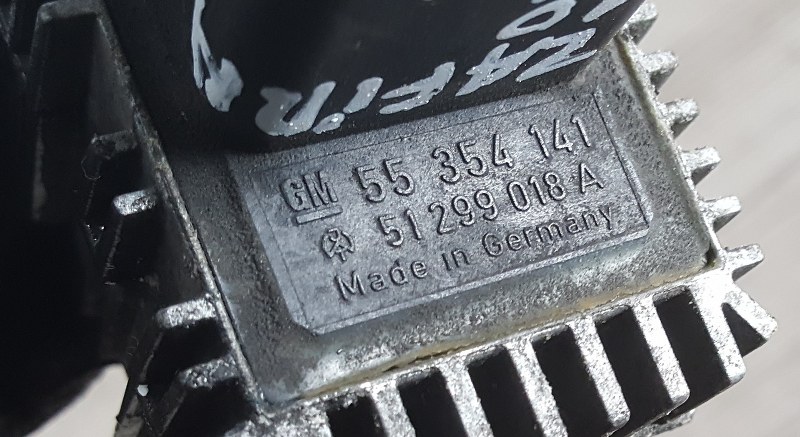 ZAFIR
GM 55 354 141
51 299 018 A
Made in Germany